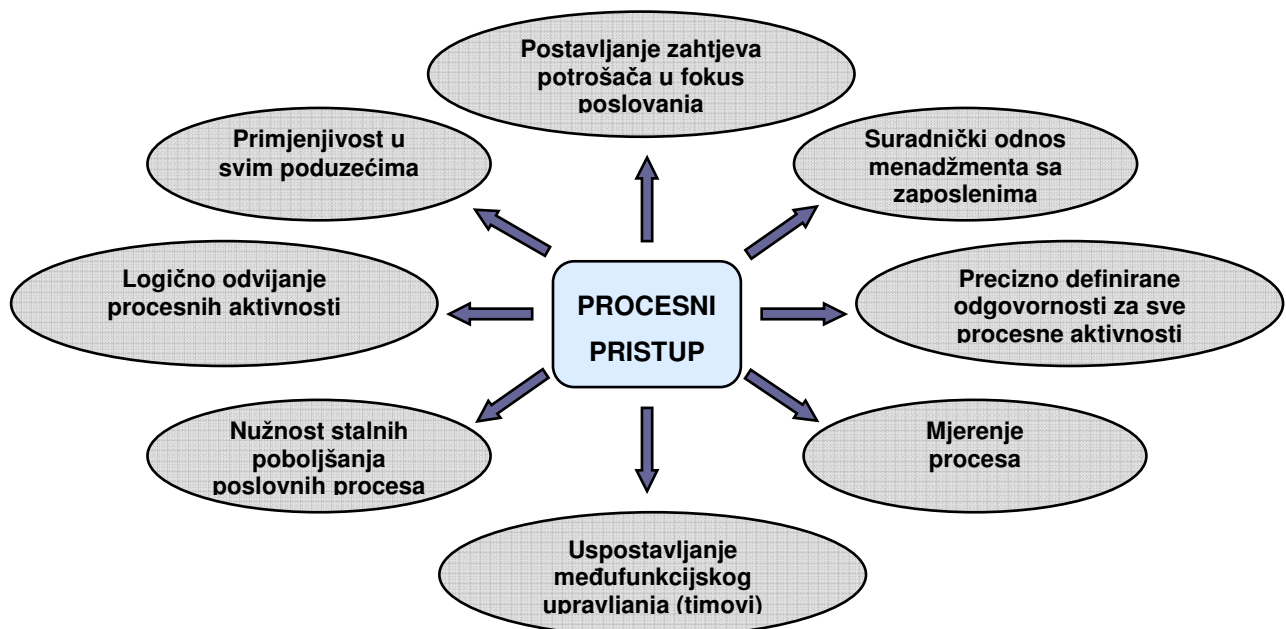 Postavljanje zahtjeva
potrošača u fokus
poslovanja
Primjenjivost u
svim poduzećima
Suradnički odnos
menadžmenta sa
zaposlenima
Logično odvijanje
procesnih aktivnosti
PROCESNI
PRISTUP
Precizno definirane
odgovornosti za sve
procesne aktivnosti
Nužnost stalnih
poboljšanja
poslovnih procesa
Mjerenje
procesa
Uspostavljanje
međufunkcijskog
upravljanja (timovi)